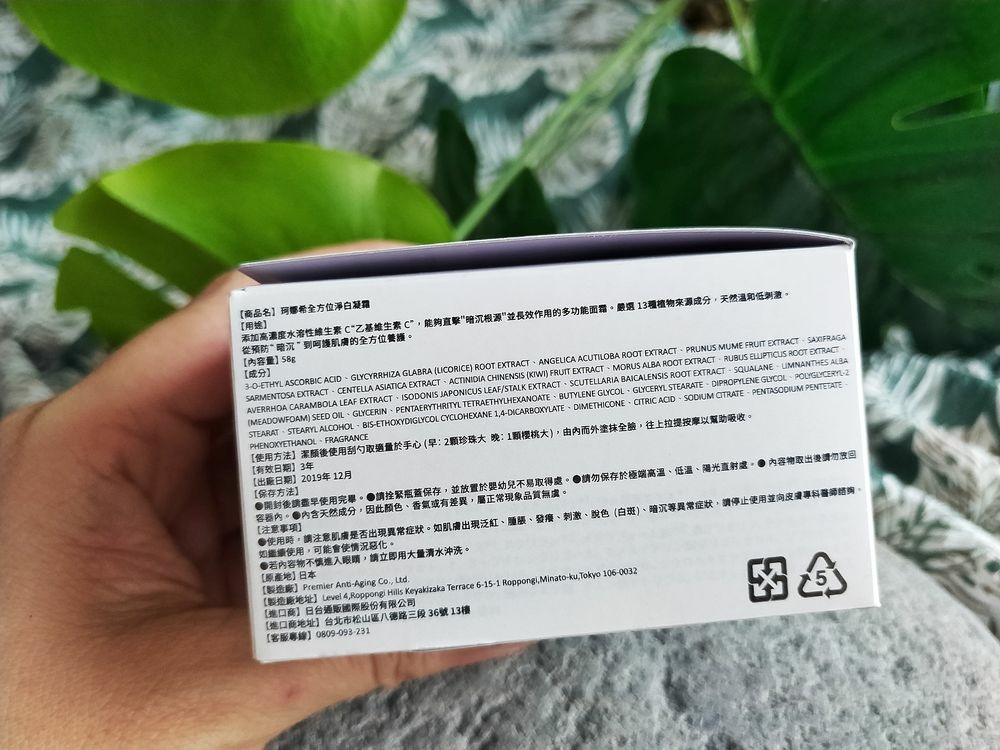 【商品名】珂娜希全方位淨白凝霜
【用途】
添加高濃度水溶性維生素 C"乙基維生素 C"，能夠直擊"暗沉根源"並長效作用的多功能面霜。嚴選 13種植物來源成分，天然溫和低刺激。
從預防"暗沉"到呵護肌膚的全方位養護。
【內容量】58g
【成分】
3-O-ETHYL ASCORBIC ACID、GLYCYRRHIZA GLABRA (LICORICE) ROOT EXTRACT、ANGELICA ACUTILOBA ROOT EXTRACT、PRUNUS MUME FRUIT EXTRACT、SAXIFRAGA
SARMENTOSA EXTRACT、CENTELLA ASIATICA EXTRACT、ACTINIDIA CHINENSIS (KIWI) FRUIT EXTRACT、MORUS ALBA ROOT EXTRACT、RUBUS ELLIPTICUS ROOT EXTRACT、
AVERRHOA CARAMBOLA LEAF EXTRACT、ISODONIS JAPONICUS LEAF/STALK EXTRACT、SCUTELLARIA BAICALENSIS ROOT EXTRACT、SQUALANE、LIMNANTHES ALBA
(MEADOWFOAM) SEED OIL、GLYCERIN、PENTAERYTHRITYL TETRAETHYLHEXANOATE、BUTYLENE GLYCOL、GLYCERYL STEARATE、DIPROPYLENE GLYCOL、POLYGLYCERYL-2
STEARAT、STEARYL ALCOHOL、BIS-ETHOXYDIGLYCOL CYCLOHEXANE 1,4-DICARBOXYLATE、DIMETHICONE、CITRIC ACID、SODIUM CITRATE、PENTASODIUM PENTETATE、
PHENOXYETHANOL、FRAGRANCE
【使用方法】潔顏後使用刮勺取適量於手心 (早：2顆珍珠大 晚：1顆櫻桃大)，由內而外塗抹全臉，往上拉提按摩以幫助吸收。
【有效日期】3年
【出廠日期】2019年 12月
【保存方法】
●開封後請盡早使用完畢。●請拴緊瓶蓋保存，並放置於嬰幼兒不易取得處。●請勿保存於極端高溫、低溫、陽光直射處。●內容物取出後請勿放回
容器內。●內含天然成分，因此顏色、香氣或有差異，屬正常現象品質無虞。
【注意事項】
●使用時，請注意肌膚是否出現異常症狀。如肌膚出現泛紅、腫脹、發癢、刺激、脫色 (白斑)、暗沉等異常症狀，請停止使用並向皮膚專科醫師諮詢。
如繼續使用，可能會使情況惡化。
●若內容物不慎進入眼睛，請立即用大量清水沖洗。
【原產地】日本
【製造廠】Premier Anti-Aging Co., Ltd.
【製造廠地址】Level 4,Roppongi Hills Keyakizaka Terrace 6-15-1 Roppongi,Minato-ku,Tokyo 106-0032
【進口商】日台通販國際股份有限公司
【進口商地址】台北市松山區八德路三段 36號 13樓
【客服專線】0809-093-231
5